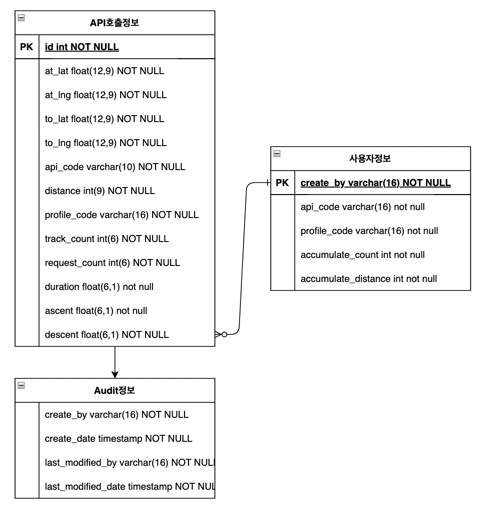 API호출정보
PK id int NOT NULL
at_lat float(12,9) NOT NULL
at_lng float(12,9) NOT NULL
to_lat float(12,9) NOT NULL
to_lng float(12,9) NOT NULL
api_code varchar(10) NOT NULL
distance int(9) NOT NULL
profile_code varchar(16) NOT NULL
track_count int(6) NOT NULL
request_count int(6) NOT NULL
duration float(6,1) not null
ascent float(6,1) not null
descent float(6,1) NOT NULL
사용자정보
PK create_by varchar(16) NOT NULL
api_code varchar(16) not null
profile_code varchar(16) not null
accumulate_count int not null
accumulate_distance int not null
Audit정보
create_by varchar(16) NOT NULL
create_date timestamp NOT NULL
last_modified_by varchar(16) NOT NULL
last_modified_date timestamp NOT NUL